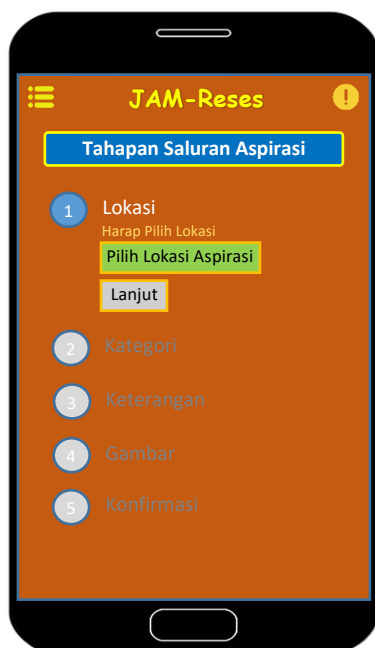 JAM-Reses
!
Tahapan Saluran Aspirasi
1 Lokasi
Harap Pilih Lokasi
Pilih Lokasi Aspirasi
Lanjut
2 Kategori
3 Keterangan
4 Gambar
5 Konfirmasi